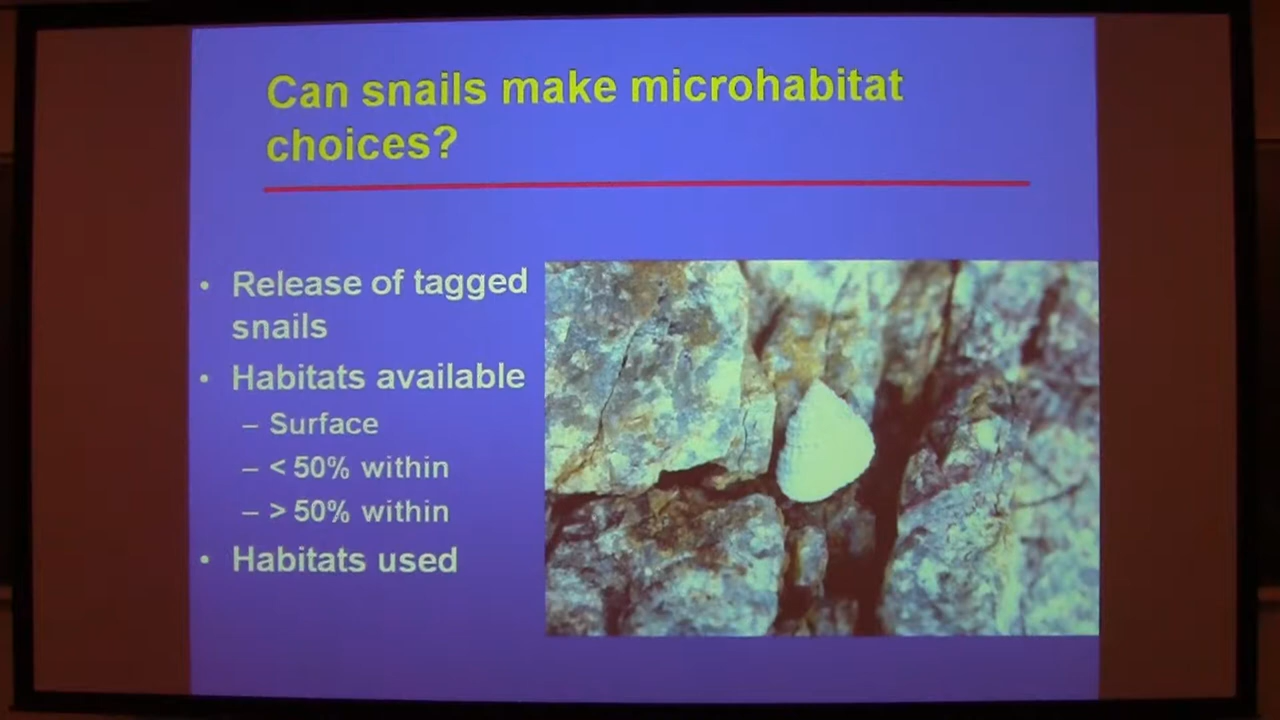 Can snails make microhabitat
choices?
• Release of tagged
snails
• Habitats available
– Surface
– < 50% within
– > 50% within
• Habitats used